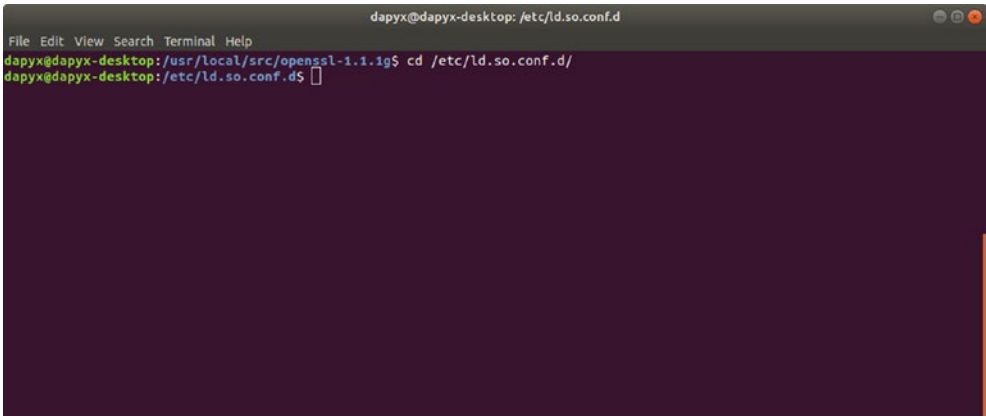 dapyx@dapyx-desktop: /etc/ld.so.conf.d
File Edit View Search Terminal Help
dapyx@dapyx-desktop:/usr/local/src/openssl-1.1.1g$ cd /etc/ld.so.conf.d/
dapyx@dapyx-desktop:/etc/ld.so.conf.d$